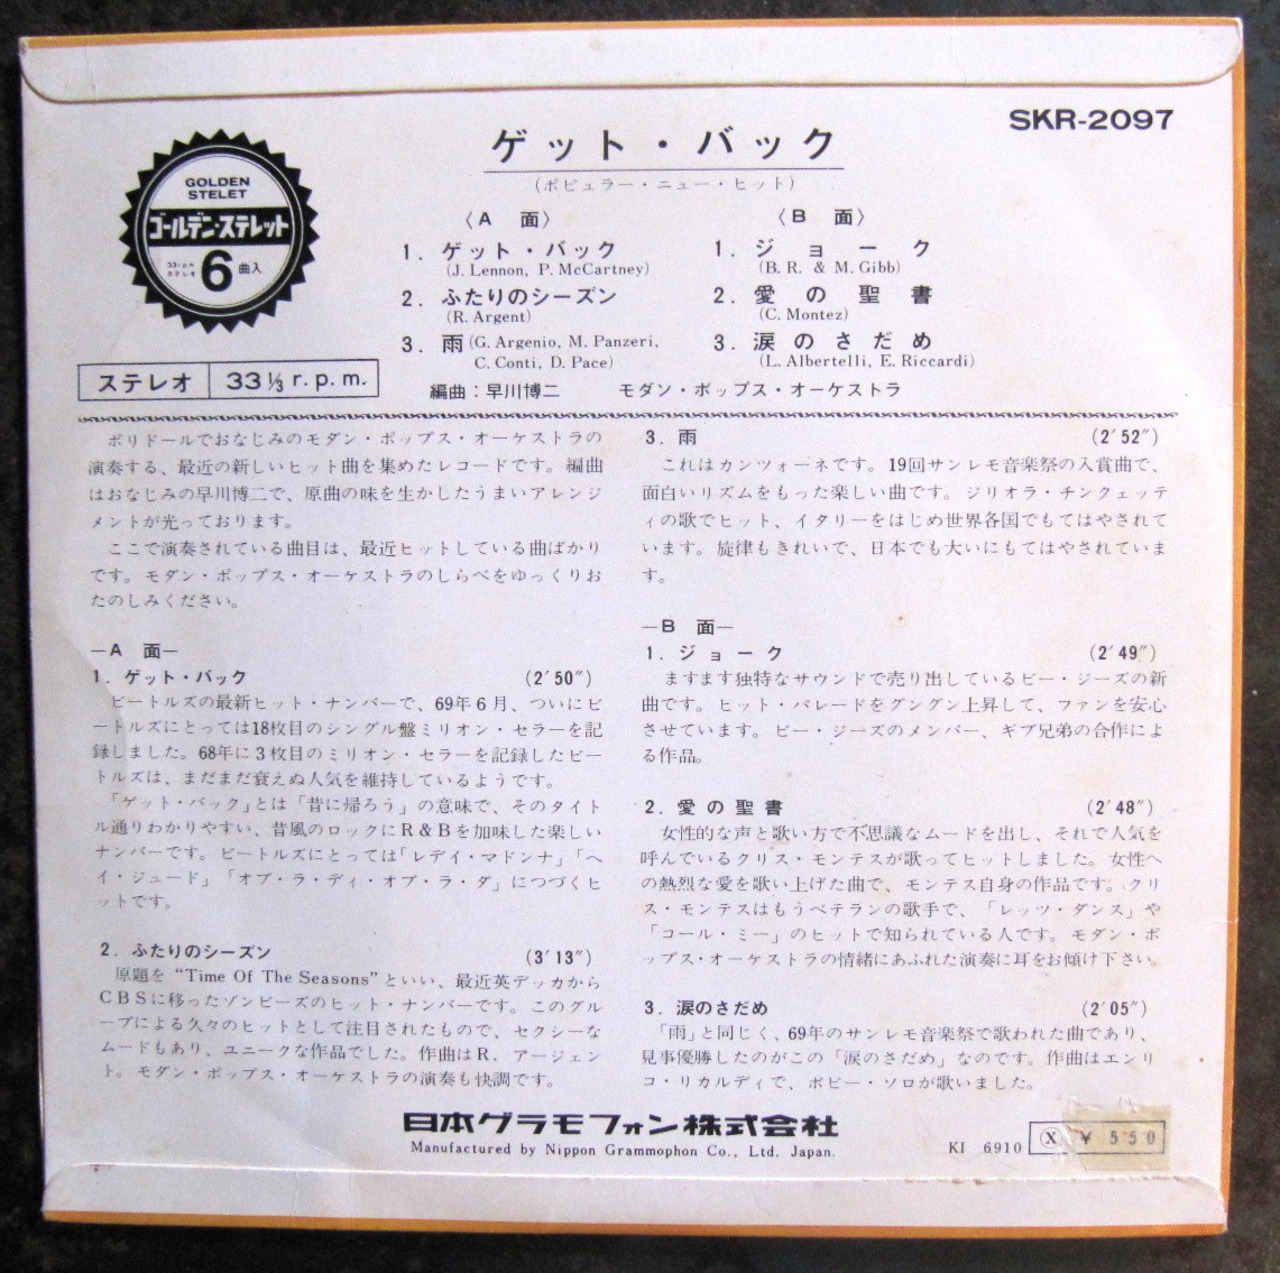 SKR-2097
ゲット・バック
(ポピュラー・ニュー・ヒット)
GOLDEN
STELET
ゴールデン・ステレット
33r.p.m
ステレオ
6曲入
ステレオ 33⅓ r.p.m.
〈A 面〉
1. ゲット・バック
(J. Lennon, P. McCartney)
2. ふたりのシーズン
(R. Argent)
3. 雨(G. Argenio, M. Panzeri,
C. Conti, D. Pace)
〈B 面〉
1. ジョーク
(B. R. & M. Gibb)
2. 愛の聖書
(C. Montez)
3. 涙のさだめ
(L. Albertelli, E. Riccardi)
編曲：早川博二 モダン・ポップス・オーケストラ
ポリドールでおなじみのモダン・ポップス・オーケストラの
演奏する、最近の新しいヒット曲を集めたレコードです。編曲
はおなじみの早川博二で、原曲の味を生かしたうまいアレンジ
メントが光っております。
ここで演奏されている曲目は、最近ヒットしている曲ばかり
です。モダン・ポップス・オーケストラのしらべをゆっくりお
たのしみください。
—A 面—
1. ゲット・バック (2′50″)
ビートルズの最新ヒット・ナンバーで、69年6月、ついにビ
ートルズにとっては18枚目のシングル盤ミリオン・セラーを記
録しました。68年に3枚目のミリオン・セラーを記録したビー
トルズは、まだまだ衰えぬ人気を維持しているようです。
「ゲット・バック」とは「昔に帰ろう」の意味で、そのタイト
ル通りわかりやすい、昔風のロックにR＆Bを加味した楽しい
ナンバーです。ビートルズにとっては「レデイ・マドンナ」「ヘ
イ・ジュード」「オブ・ラ・ディ・オブ・ラ・ダ」につづくヒ
ットです。
2. ふたりのシーズン (3′13″)
原題を “Time Of The Seasons” といい、最近英デッカから
CBSに移ったゾンビーズのヒット・ナンバーです。このグル
ープによる久々のヒットとして注目されたもので、セクシーな
ムードもあり、ユニークな作品でした。作曲はR. アージェン
ト。モダン・ポップス・オーケストラの演奏も快調です。
3. 雨 (2′52″)
これはカンツォーネです。19回サンレモ音楽祭の入賞曲で、
面白いリズムをもった楽しい曲です。ジリオラ・チンクェッテ
ィの歌でヒット、イタリーをはじめ世界各国でもてはやされて
います。旋律もきれいで、日本でも大いにもてはやされていま
す。
—B 面—
1. ジョーク (2′49″)
ますます独特なサウンドで売り出しているビー・ジーズの新
曲です。ヒット・パレードをグングン上昇して、ファンを安心
させています。ビー・ジーズのメンバー、ギブ兄弟の合作によ
る作品。
2. 愛の聖書 (2′48″)
女性的な声と歌い方で不思議なムードを出し、それで人気を
呼んでいるクリス・モンテスが歌ってヒットしました。女性へ
の熱烈な愛を歌い上げた曲で、モンテス自身の作品です。クリ
ス・モンテスはもうベテランの歌手で、「レッツ・ダンス」や
「コール・ミー」のヒットで知られている人です。モダン・ポ
ップス・オーケストラの情緒にあふれた演奏に耳をお傾け下さい。
3. 涙のさだめ (2′05″)
「雨」と同じく、69年のサンレモ音楽祭で歌われた曲であり、
見事優勝したのがこの「涙のさだめ」なのです。作曲はエンリ
コ・リカルディで、ボビー・ソロが歌いました。
日本グラモフォン株式会社
Manufactured by Nippon Grammophon Co., Ltd. Japan.
KI 6910 Ⓧ ¥ 550